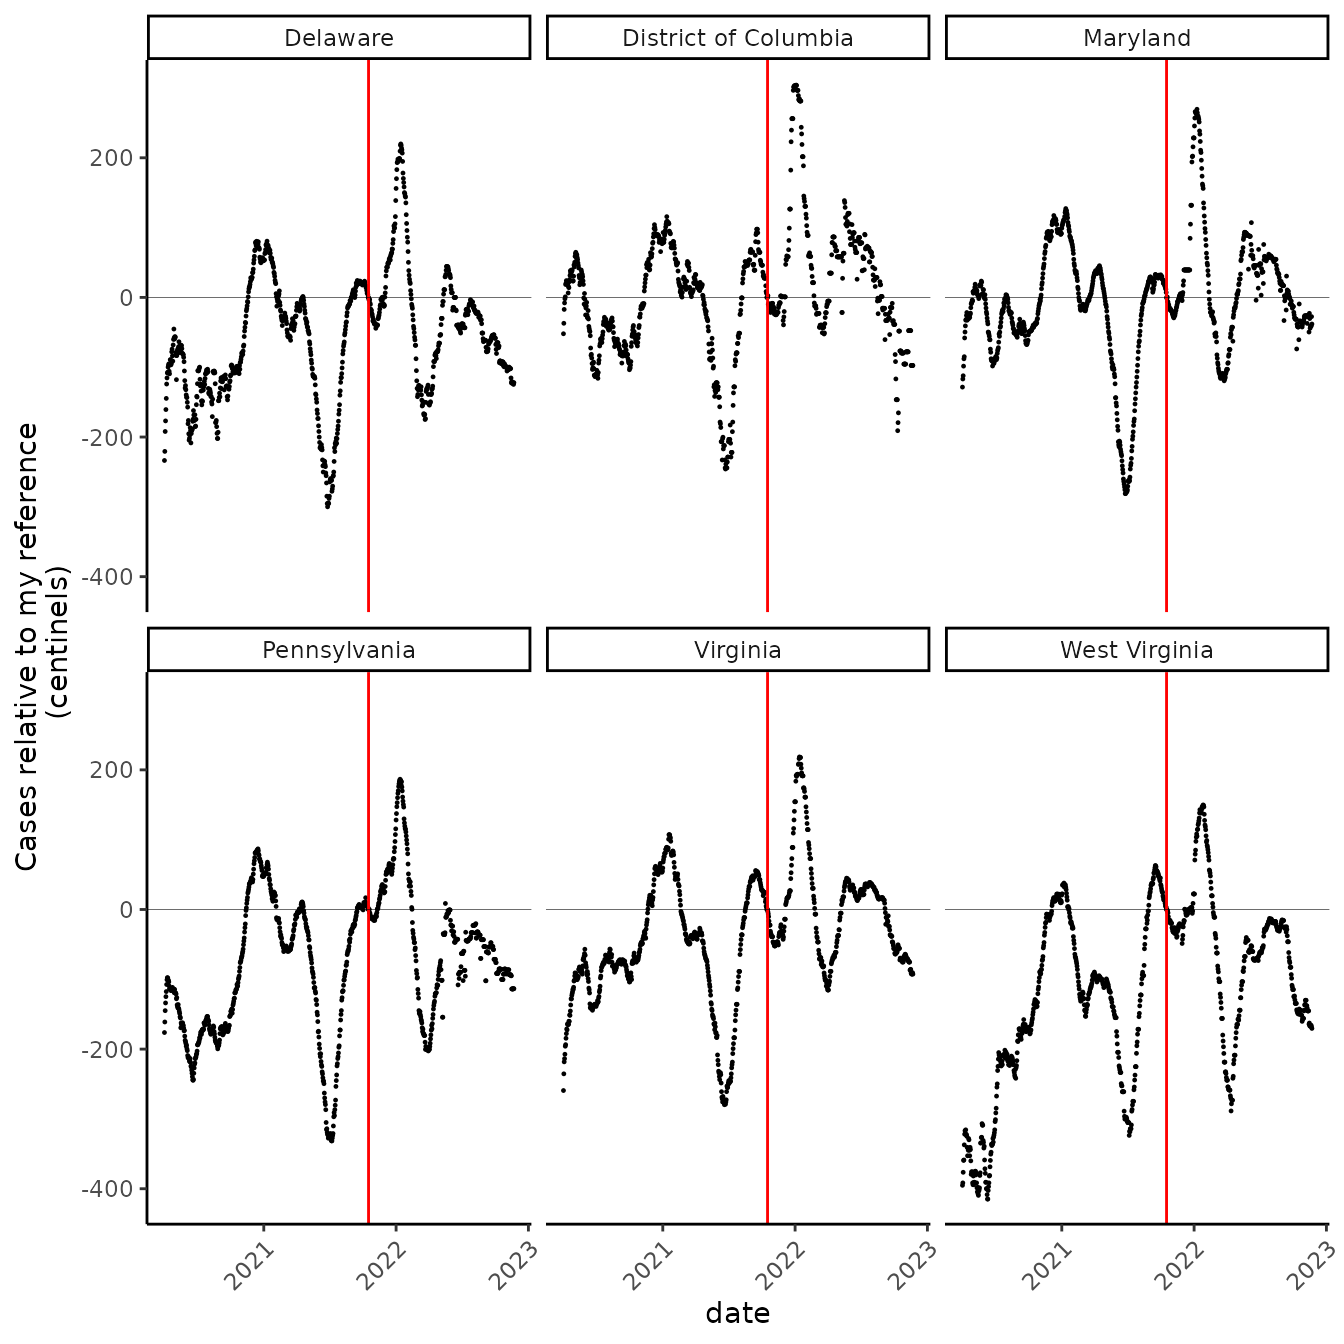 Delaware
District of Columbia
Maryland
200
0
-200
-400
Pennsylvania
Virginia
West Virginia
200
0
-200
-400
Cases relative to my reference
(centinels)
2021
2022
2023
2021
2022
2023
2021
2022
2023
date